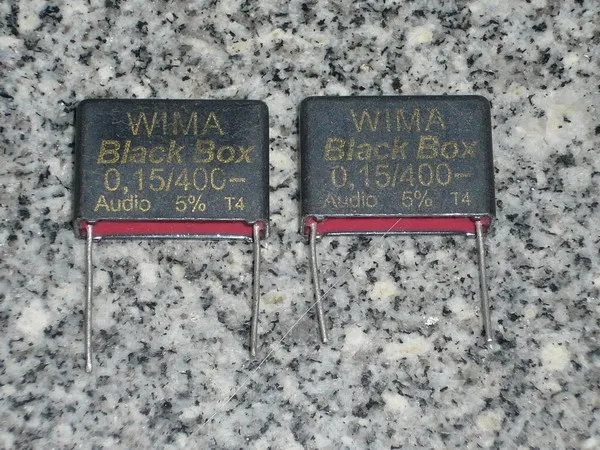 WIMA
Black Box
0,15/400-
Audio 5% T4
WIMA
Black Box
0,15/400-
Audio 5% T4